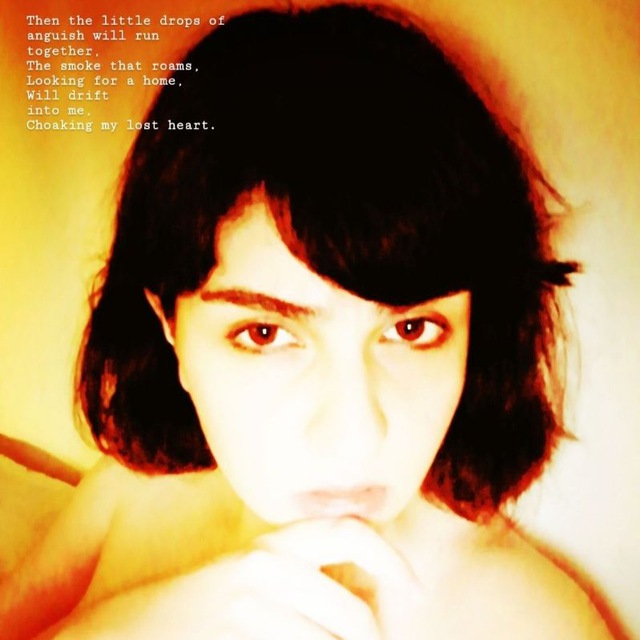 Then the little drops of
anguish will run
together,
The smoke that roams,
Looking for a home,
Will drift
into me,
Choaking my lost heart.